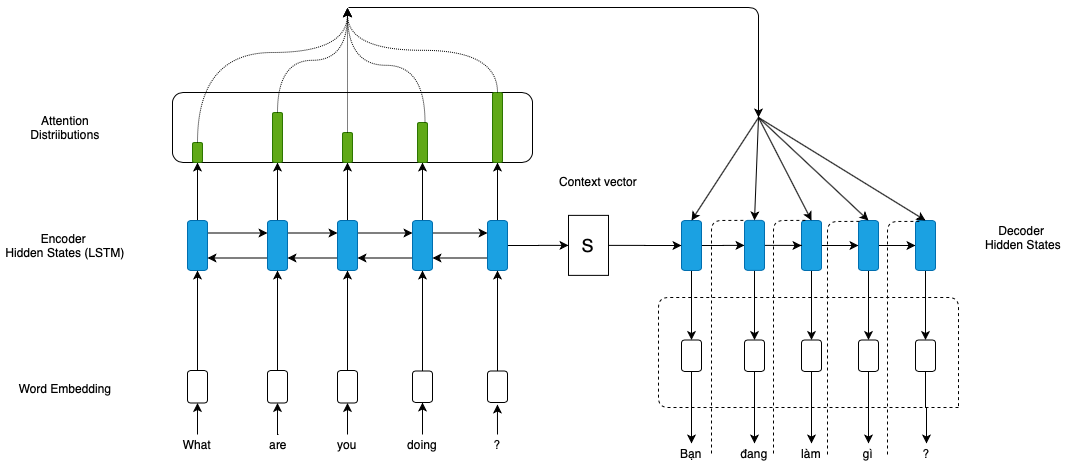 Attention
Distriibutions
Context vector
Encoder
Hidden States (LSTM)
S
Decoder
Hidden States
Word Embedding
What are you doing ?
Bạn đang làm gì ?